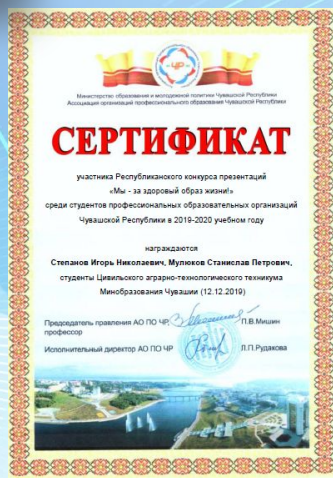 ЧР
Министерство образования и молодежной политики Чувашской Республики
Ассоциация организаций профессионального образования Чувашской Республики
СЕРТИФИКАТ
участника Республиканского конкурса презентаций
«Мы - за здоровый образ жизни!»
среди студентов профессиональных образовательных организаций
Чувашской Республики в 2019-2020 учебном году
награждаются
Степанов Игорь Николаевич, Мулюков Станислав Петрович,
студенты Цивильского аграрно-технологического техникума
Минобразования Чувашии (12.12.2019)
Председатель правления АО ПО ЧР, П.В.Мишин
профессор
Исполнительный директор АО ПО ЧР Л.П.Рудакова